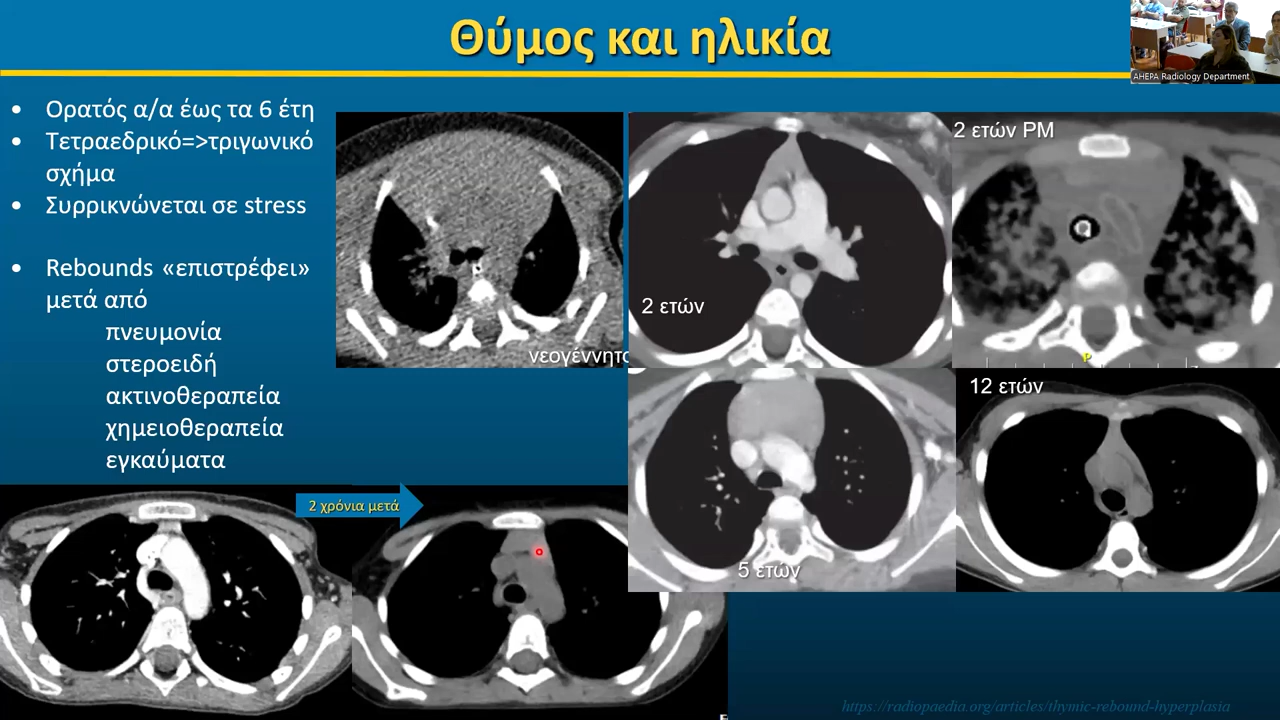 Θύμος και ηλικία
AHEPA Radiology Department
• Ορατός α/α έως τα 6 έτη
• Τετραεδρικό=>τριγωνικό
σχήμα
• Συρρικνώνεται σε stress
• Rebounds «επιστρέφει»
μετά από
πνευμονία
στεροειδή
ακτινοθεραπεία
χημειοθεραπεία
εγκαύματα
νεογέννητο
2 ετών
2 ετών PM
P
5 ετών
12 ετών
2 χρόνια μετά
https://radiopaedia.org/articles/thymic-rebound-hyperplasia